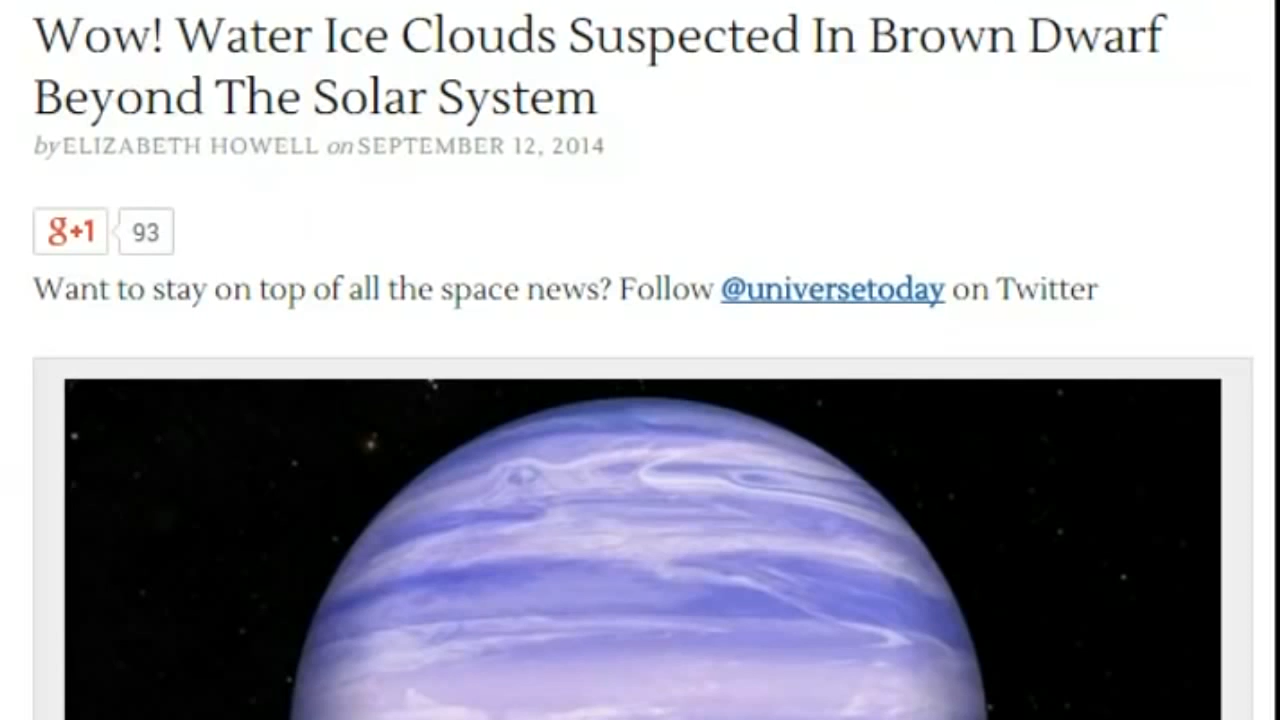 Wow! Water Ice Clouds Suspected In Brown Dwarf
Beyond The Solar System
by ELIZABETH HOWELL on SEPTEMBER 12, 2014
g+1 93
Want to stay on top of all the space news? Follow @universetoday on Twitter